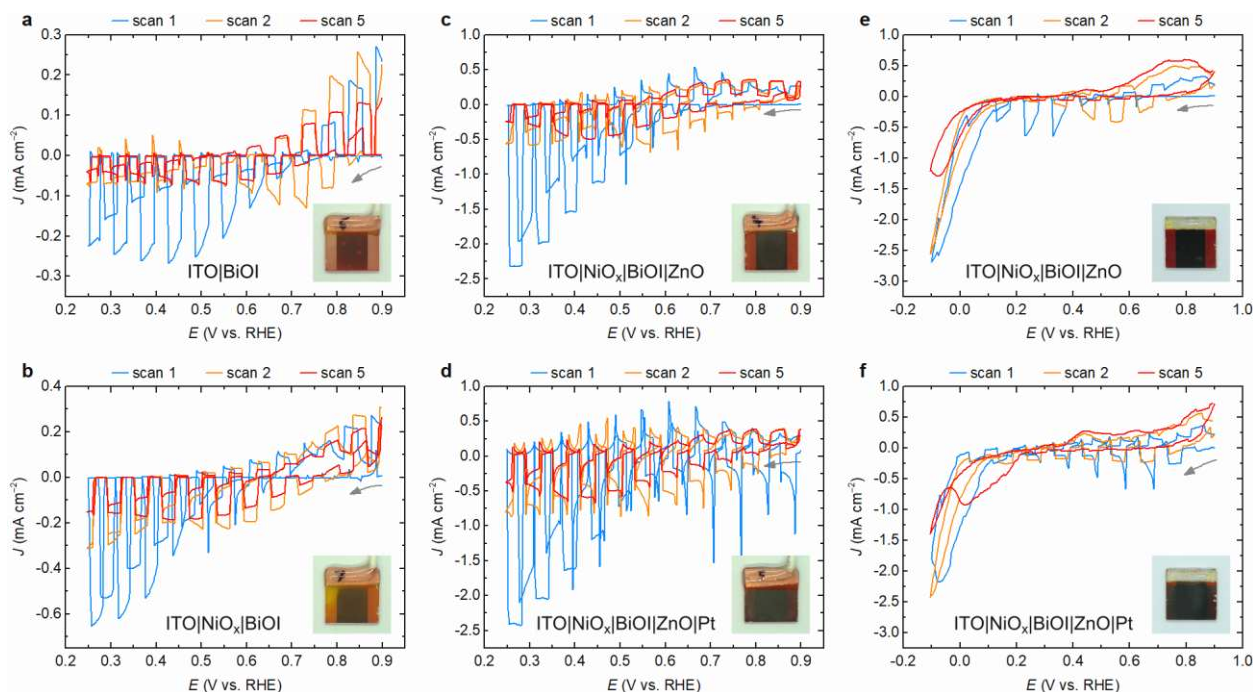 a
scan 1 scan 2 scan 5
0.3
0.2
0.1
0.0
-0.1
-0.2
-0.3
J (mA cm⁻²)
ITO|BiOI
0.2 0.3 0.4 0.5 0.6 0.7 0.8 0.9
E (V vs. RHE)
c
scan 1 scan 2 scan 5
1.0
0.5
0.0
-0.5
-1.0
-1.5
-2.0
-2.5
J (mA cm⁻²)
ITO|NiOₓ|BiOI|ZnO
0.2 0.3 0.4 0.5 0.6 0.7 0.8 0.9
E (V vs. RHE)
e
scan 1 scan 2 scan 5
1.0
0.5
0.0
-0.5
-1.0
-1.5
-2.0
-2.5
-3.0
J (mA cm⁻²)
ITO|NiOₓ|BiOI|ZnO
-0.2 0.0 0.2 0.4 0.6 0.8 1.0
E (V vs. RHE)
b
scan 1 scan 2 scan 5
0.4
0.2
0.0
-0.2
-0.4
-0.6
J (mA cm⁻²)
ITO|NiOₓ|BiOI
0.2 0.3 0.4 0.5 0.6 0.7 0.8 0.9
E (V vs. RHE)
d
scan 1 scan 2 scan 5
1.0
0.5
0.0
-0.5
-1.0
-1.5
-2.0
-2.5
J (mA cm⁻²)
ITO|NiOₓ|BiOI|ZnO|Pt
0.2 0.3 0.4 0.5 0.6 0.7 0.8 0.9
E (V vs. RHE)
f
scan 1 scan 2 scan 5
1.0
0.5
0.0
-0.5
-1.0
-1.5
-2.0
-2.5
-3.0
J (mA cm⁻²)
ITO|NiOₓ|BiOI|ZnO|Pt
-0.2 0.0 0.2 0.4 0.6 0.8 1.0
E (V vs. RHE)